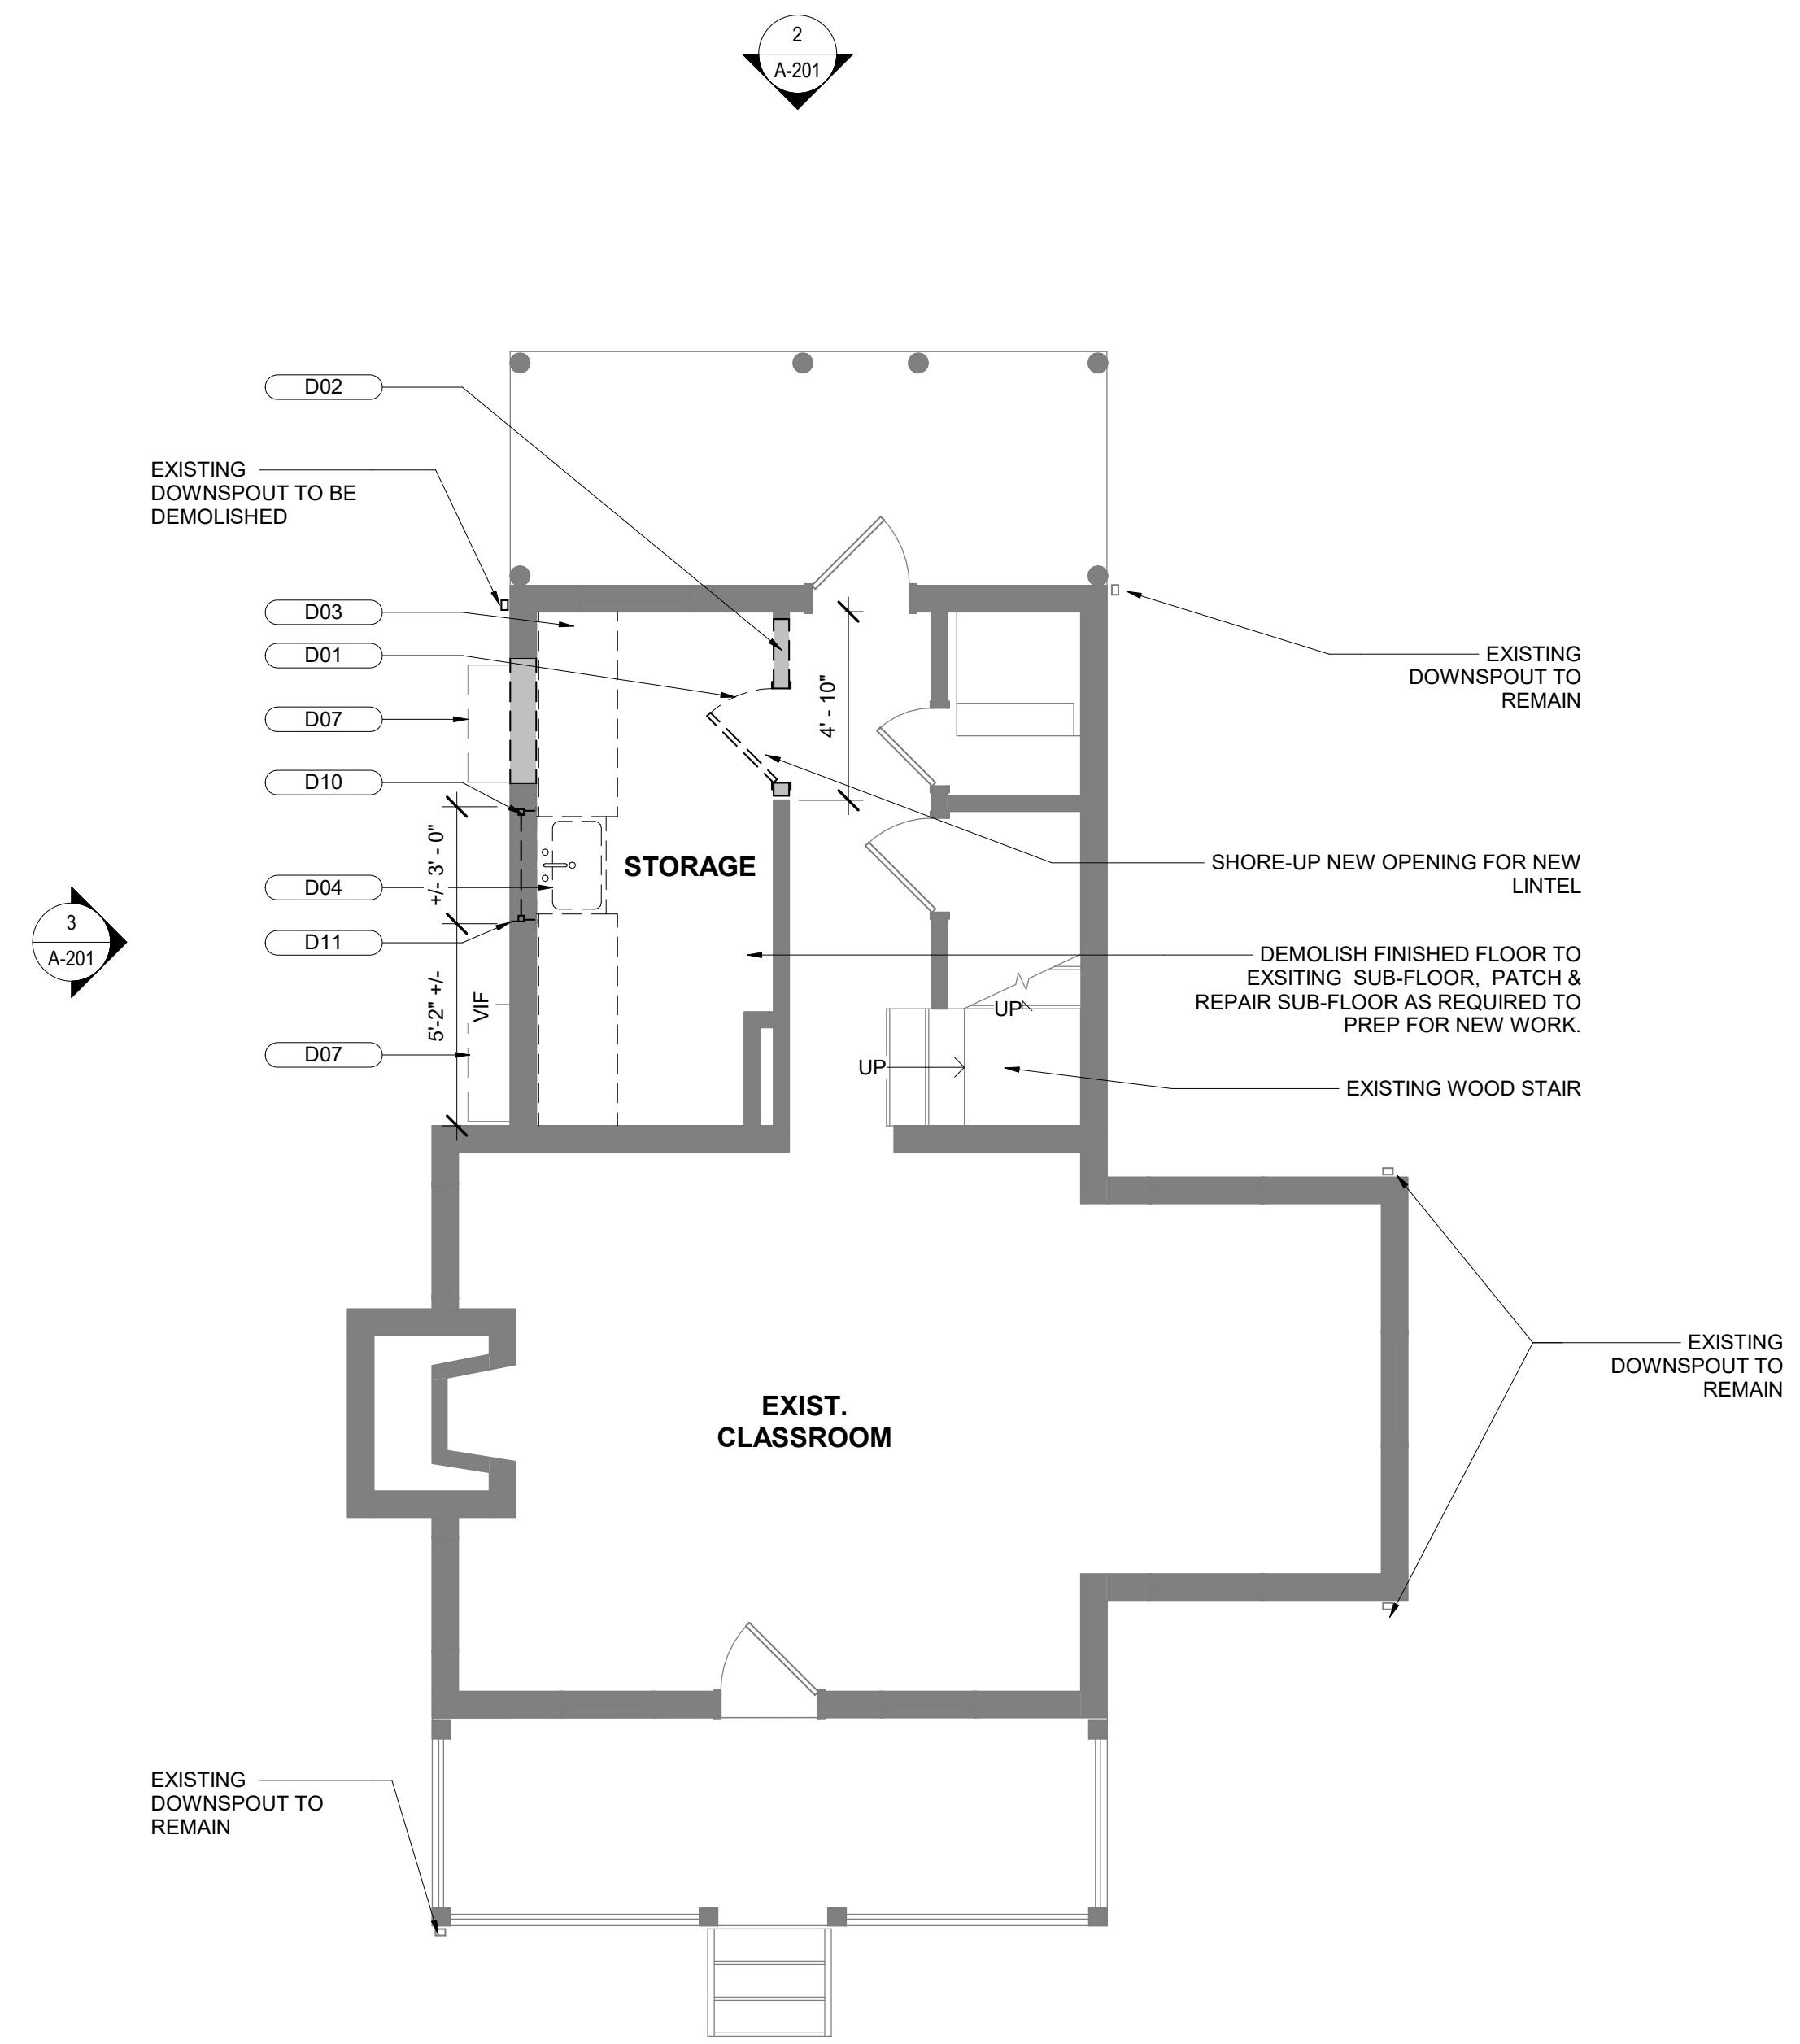 2
A-201
D02
EXISTING
DOWNSPOUT TO BE
DEMOLISHED
D03
D01
D07
D10
D04
D11
D07
+/- 3' - 0"
5'-2" +/-
VIF
4' - 10"
STORAGE
3
A-201
EXISTING
DOWNSPOUT TO
REMAIN
SHORE-UP NEW OPENING FOR NEW
LINTEL
DEMOLISH FINISHED FLOOR TO
EXSITING SUB-FLOOR, PATCH &
REPAIR SUB-FLOOR AS REQUIRED TO
PREP FOR NEW WORK.
UP
UP
EXISTING WOOD STAIR
EXISTING
DOWNSPOUT TO
REMAIN
EXIST.
CLASSROOM
EXISTING
DOWNSPOUT TO
REMAIN